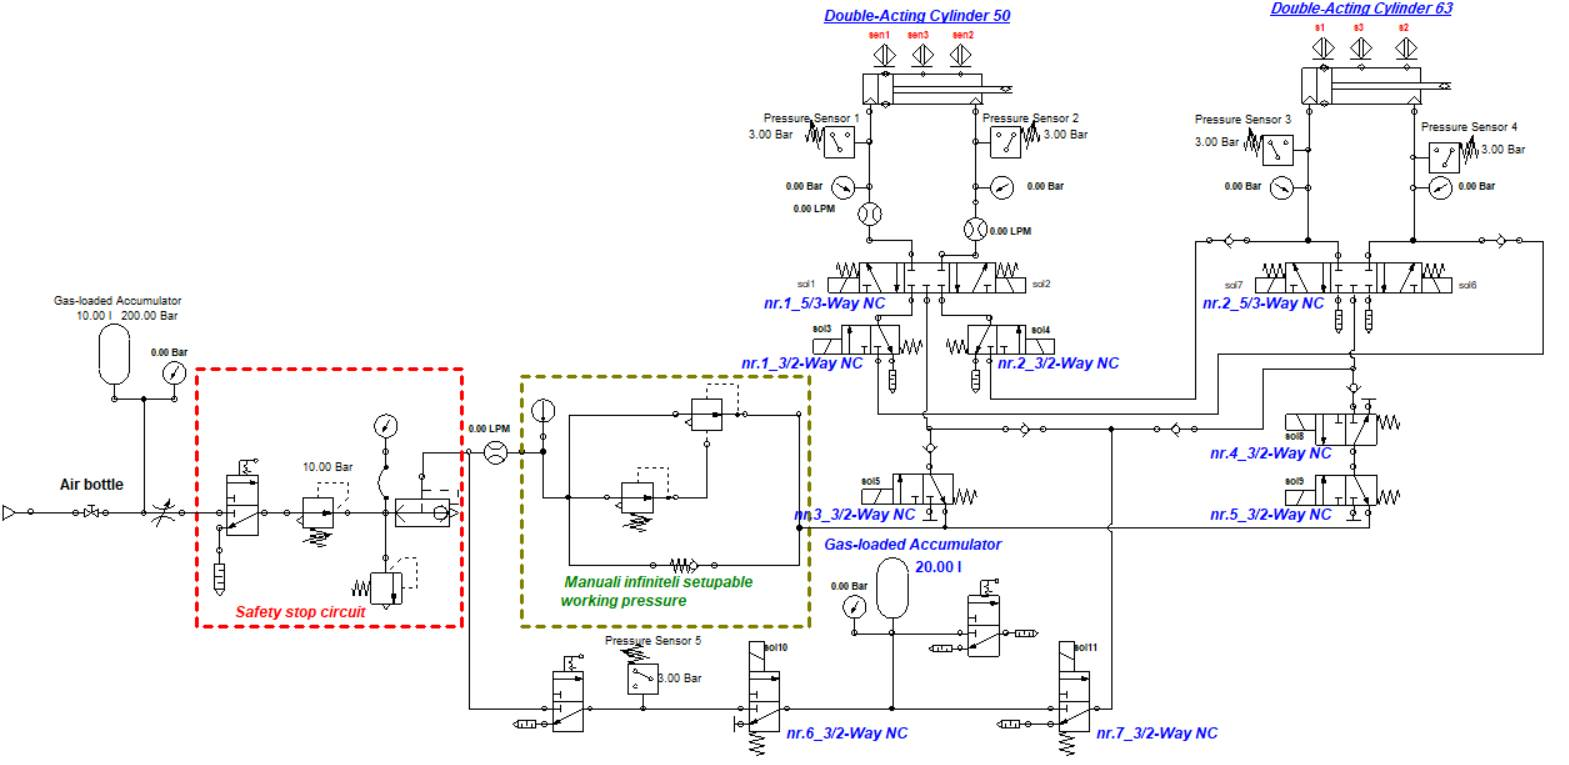 Double-Acting Cylinder 50
Double-Acting Cylinder 63
sen1 sen3 sen2
s1 s3 s2
Pressure Sensor 1
3.00 Bar
Pressure Sensor 2
3.00 Bar
Pressure Sensor 3
3.00 Bar
Pressure Sensor 4
3.00 Bar
0.00 Bar
0.00 Bar
0.00 Bar
0.00 Bar
0.00 LPM
0.00 LPM
sol1
sol2
nr.1_5/3-Way NC
sol7
sol6
nr.2_5/3-Way NC
Gas-loaded Accumulator
10.00 l 200.00 Bar
0.00 Bar
sol3
nr.1_3/2-Way NC
sol4
nr.2_3/2-Way NC
0.00 LPM
sol8
nr.4_3/2-Way NC
Air bottle
10.00 Bar
sol5
nr.3_3/2-Way NC
sol9
nr.5_3/2-Way NC
Gas-loaded Accumulator
20.00 l
0.00 Bar
Manuali infiniteli setupable
working pressure
Safety stop circuit
Pressure Sensor 5
3.00 Bar
sol10
nr.6_3/2-Way NC
sol11
nr.7_3/2-Way NC